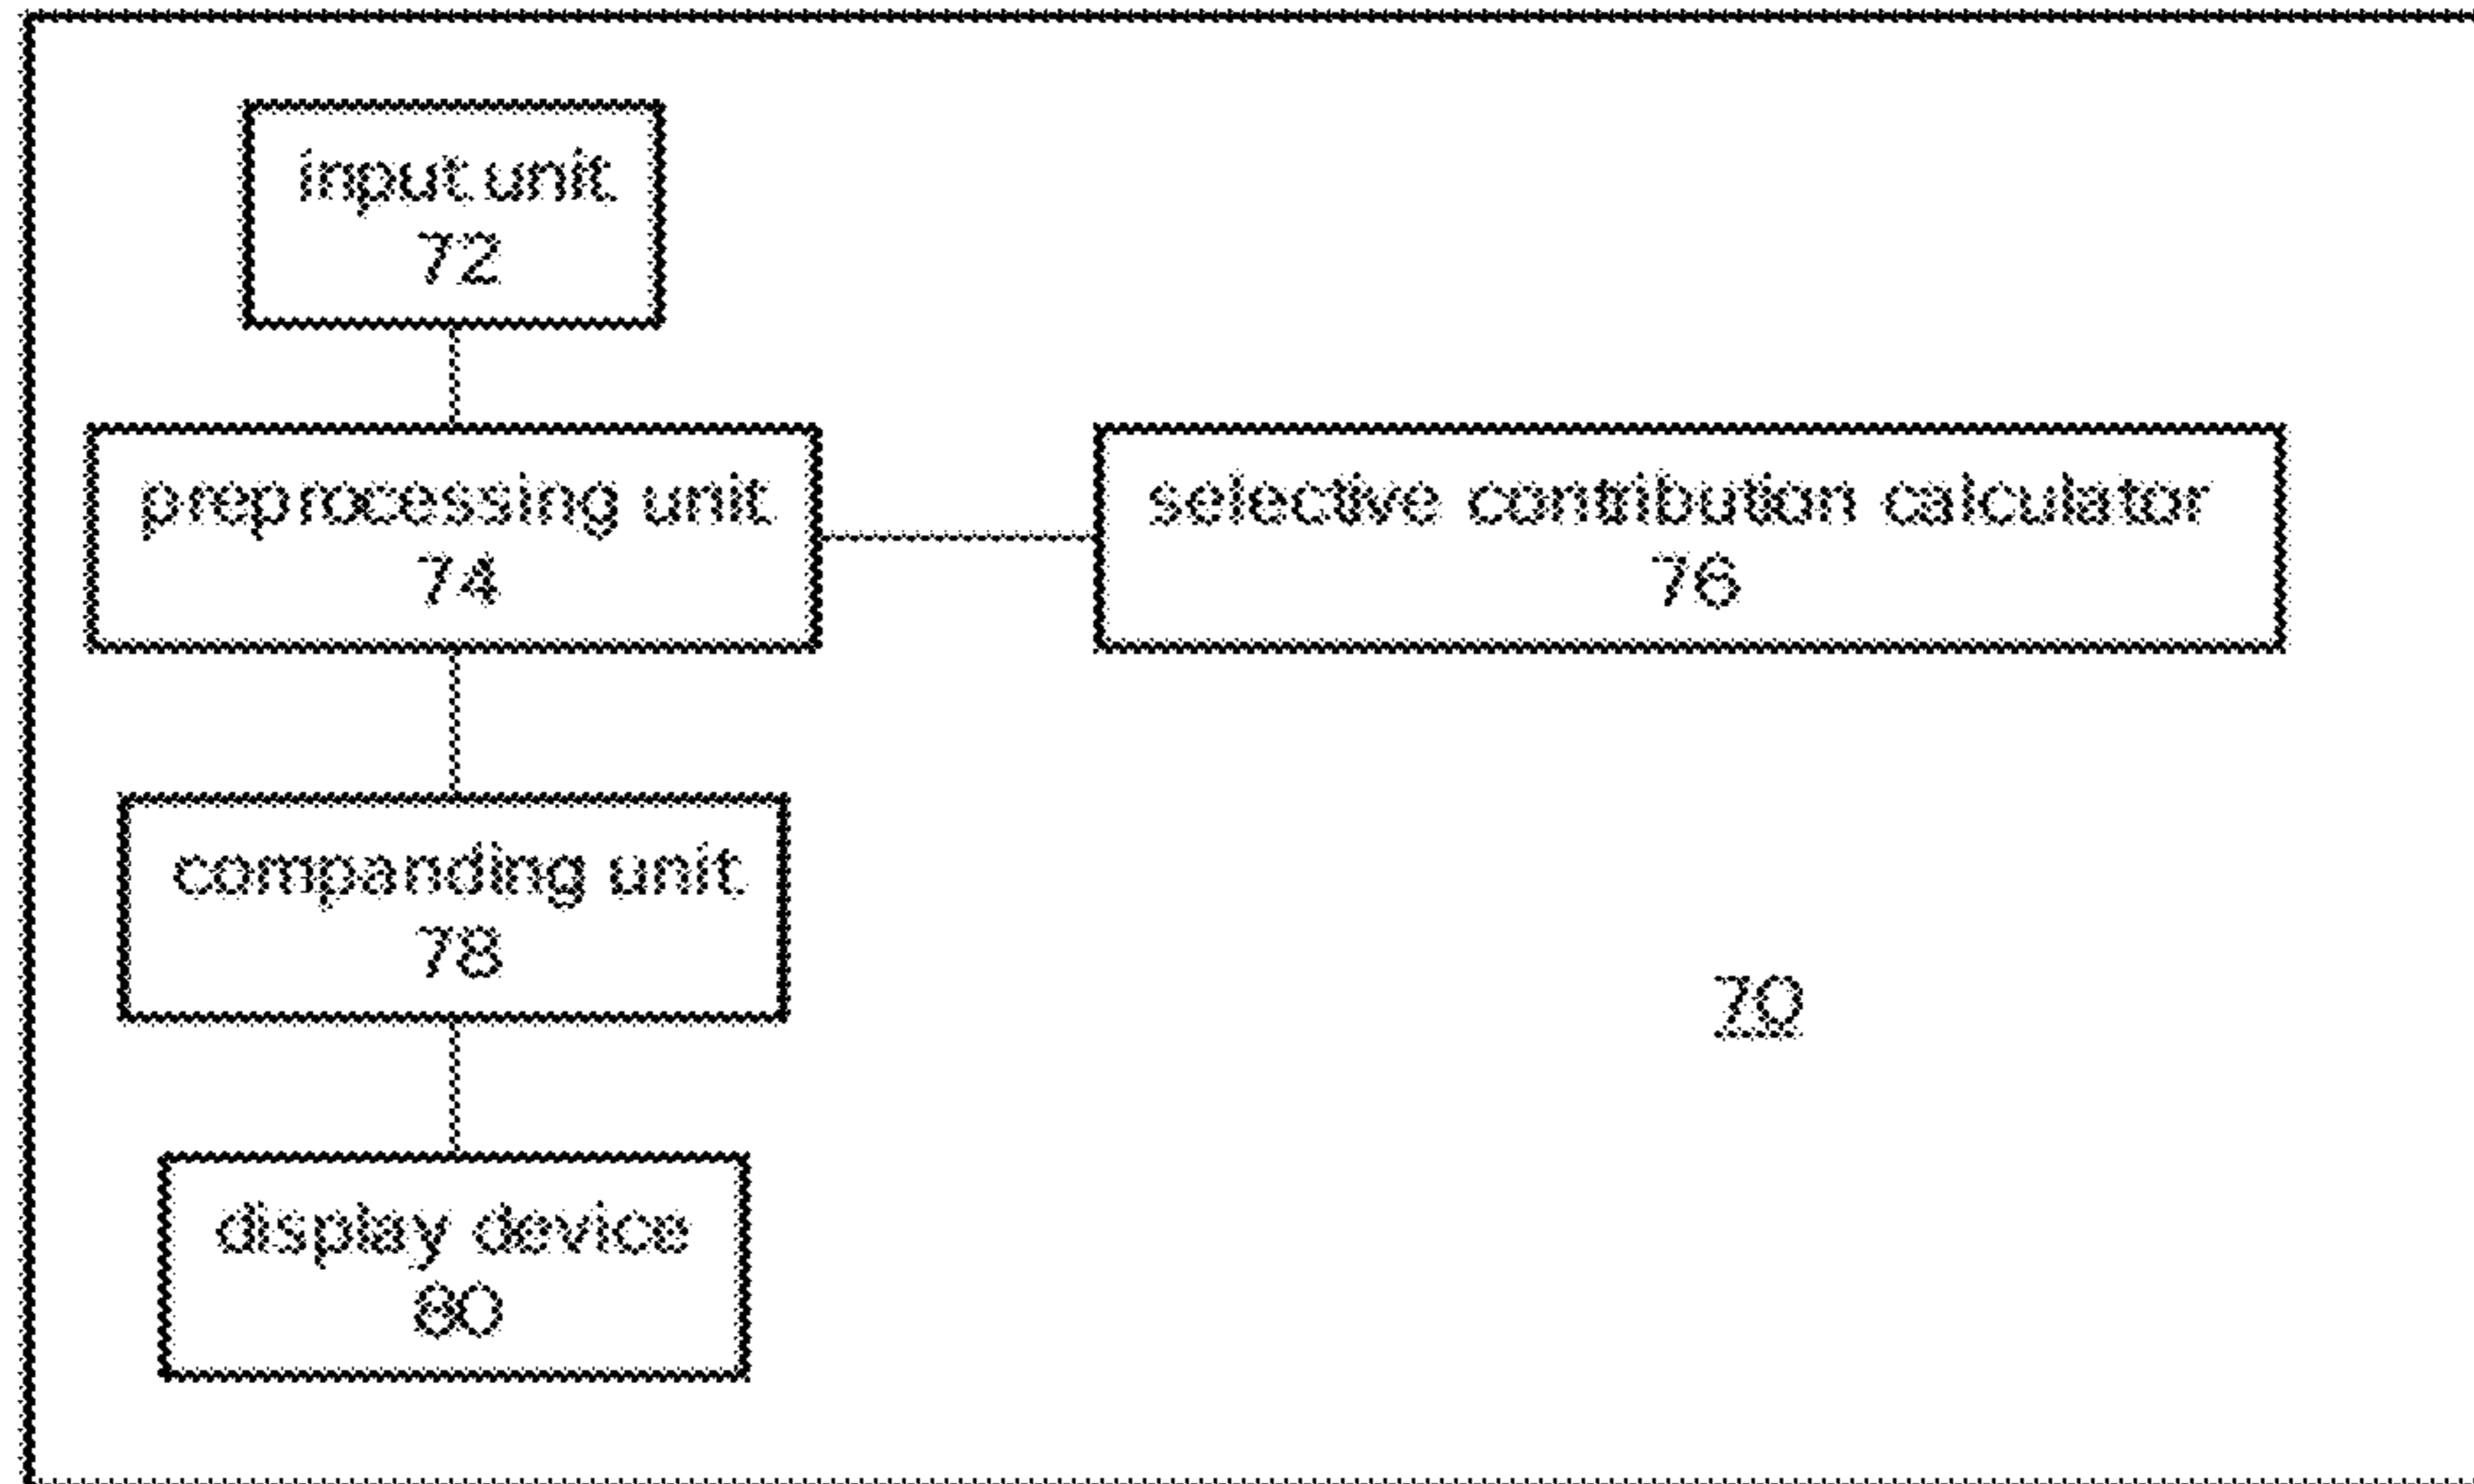 input unit
72
preprocessing unit
74
selective contribution calculator
76
companding unit
78
70
display device
80